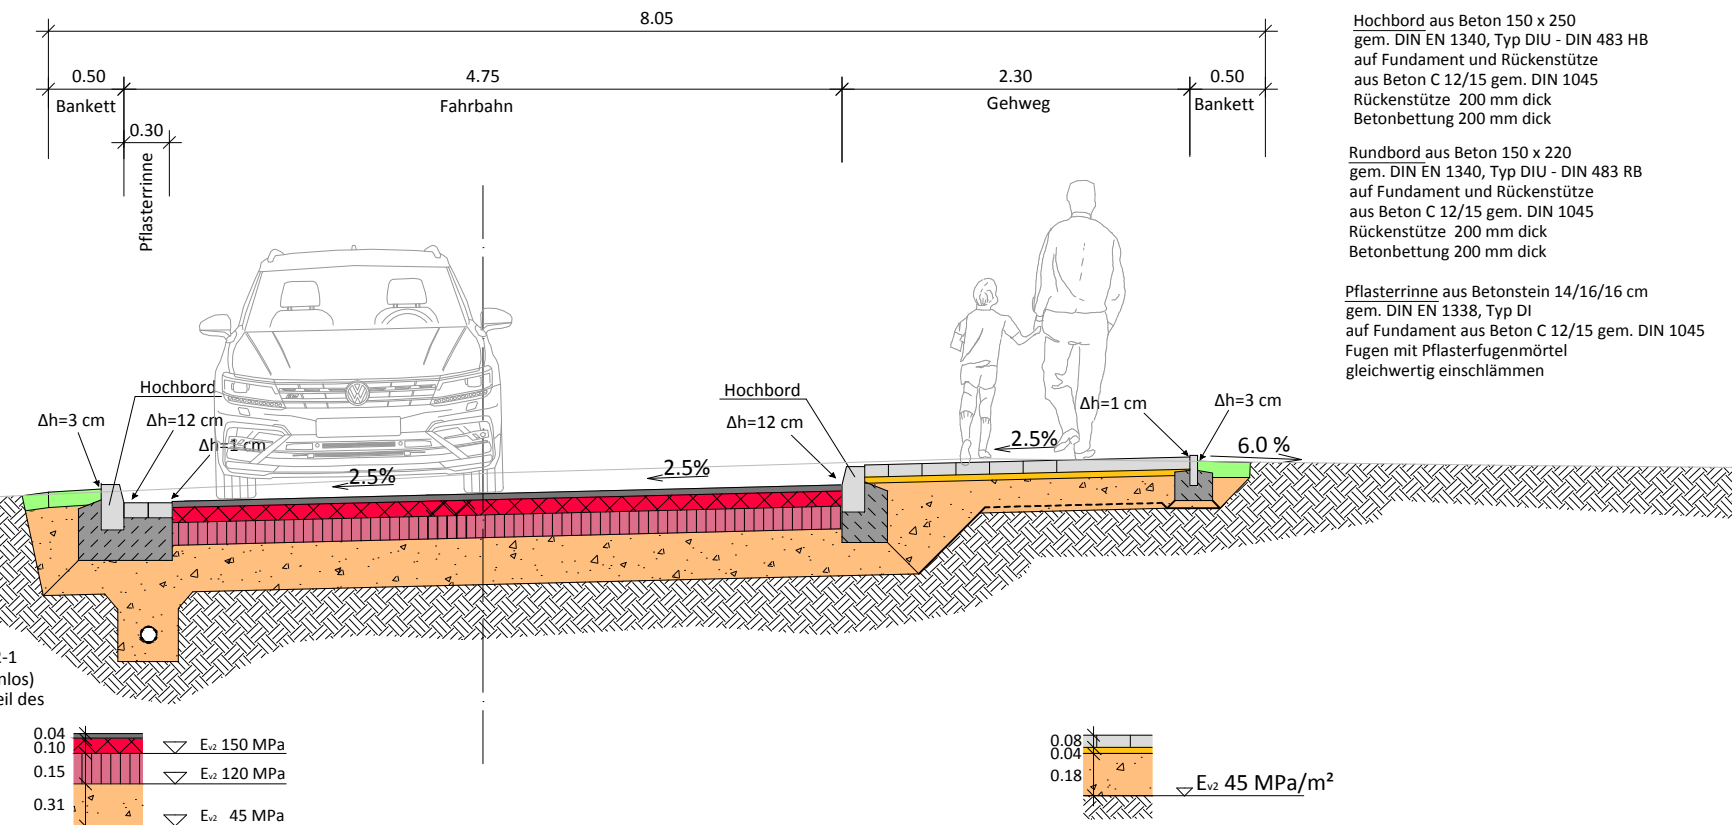 8.05
0.50
4.75
2.30
0.50
Bankett
Fahrbahn
Gehweg
Bankett
0.30
Pflasterrinne
Hochbord aus Beton 150 x 250
gem. DIN EN 1340, Typ DIU - DIN 483 HB
auf Fundament und Rückenstütze
aus Beton C 12/15 gem. DIN 1045
Rückenstütze 200 mm dick
Betonbettung 200 mm dick
Rundbord aus Beton 150 x 220
gem. DIN EN 1340, Typ DIU - DIN 483 RB
auf Fundament und Rückenstütze
aus Beton C 12/15 gem. DIN 1045
Rückenstütze 200 mm dick
Betonbettung 200 mm dick
Pflasterrinne aus Betonstein 14/16/16 cm
gem. DIN EN 1338, Typ DI
auf Fundament aus Beton C 12/15 gem. DIN 1045
Fugen mit Pflasterfugenmörtel
gleichwertig einschlämmen
Hochbord
Δh=3 cm
Δh=12 cm
Δh=1 cm
Hochbord
Δh=12 cm
Δh=1 cm
Δh=3 cm
2.5%
2.5%
2.5%
6.0 %
2-1
nlos)
eil des
0.04
0.10
0.15
0.31
Ev2 150 MPa
Ev2 120 MPa
Ev2 45 MPa
0.08
0.04
0.18
Ev2 45 MPa/m²